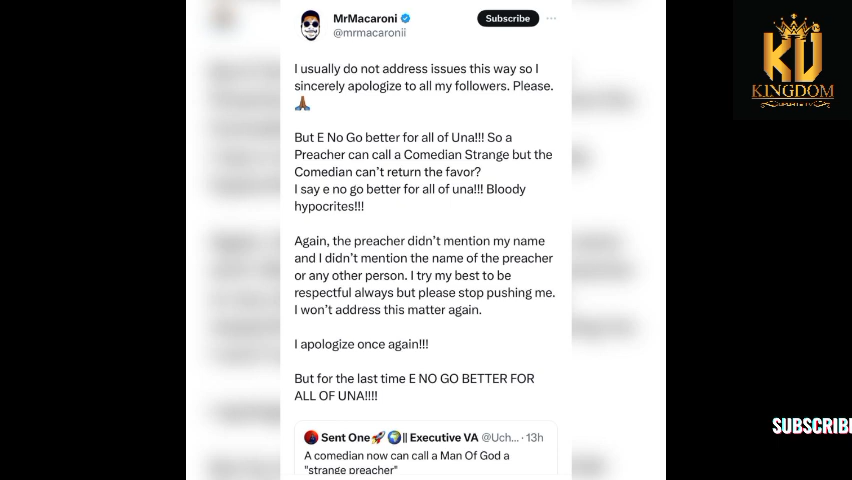 MrMacaroni
Subscribe
@mrmacaronii
I usually do not address issues this way so I
sincerely apologize to all my followers. Please.
🙏🏾
But E No Go better for all of Una!!! So a
Preacher can call a Comedian Strange but the
Comedian can't return the favor?
I say e no go better for all of una!!! Bloody
hypocrites!!!
Again, the preacher didn't mention my name
and I didn't mention the name of the preacher
or any other person. I try my best to be
respectful always but please stop pushing me.
I won't address this matter again.
I apologize once again!!!
But for the last time E NO GO BETTER FOR
ALL OF UNA!!!!
Sent One🚀🌍|| Executive VA @Uch... · 13h
A comedian now can call a Man Of God a
"strange preacher"
KU
KINGDOM
SUBSCRIBE